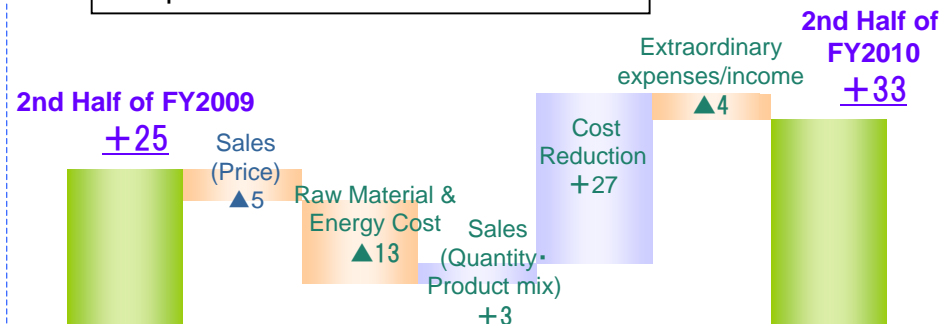 2nd Half of FY2009
+25
Sales
(Price)
▲5
Raw Material &
Energy Cost
▲13
Sales
(Quantity・
Product mix)
+3
Cost
Reduction
+27
Extraordinary
expenses/income
▲4
2nd Half of
FY2010
+33